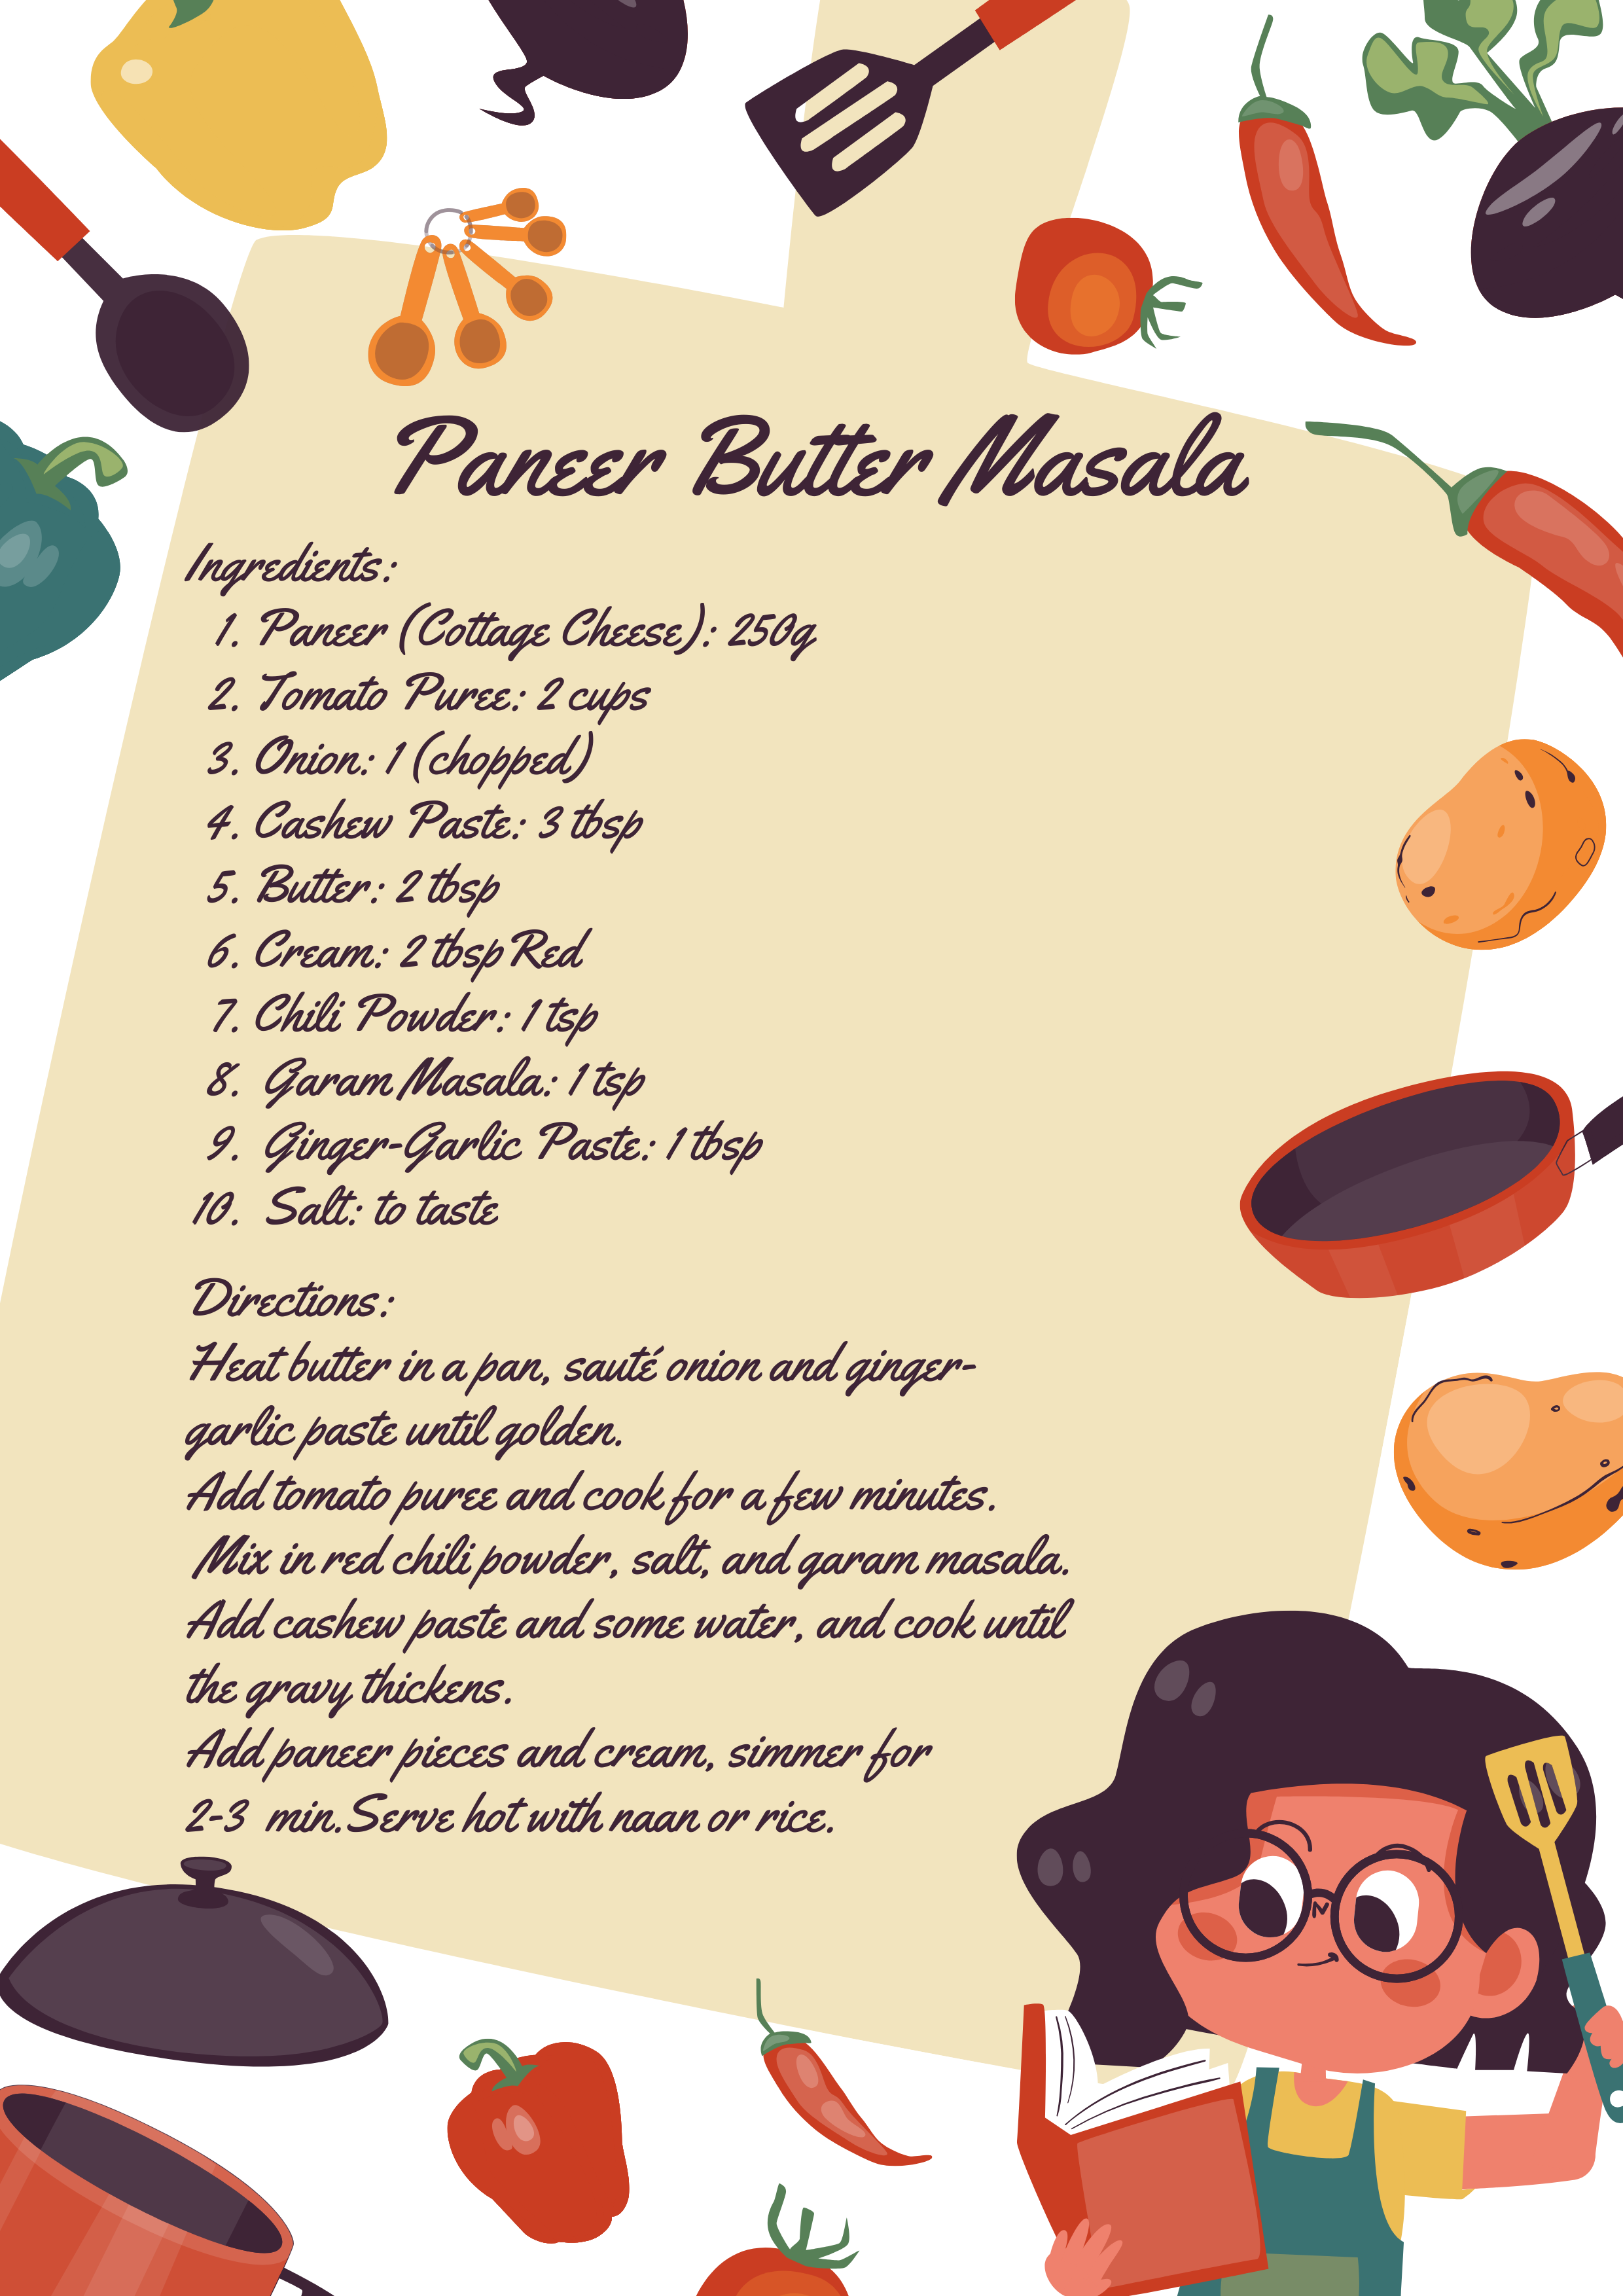 Paneer Butter Masala
Ingredients:
1. Paneer (Cottage Cheese): 250g
2. Tomato Puree: 2 cups
3. Onion: 1 (chopped)
4. Cashew Paste: 3 tbsp
5. Butter: 2 tbsp
6. Cream: 2 tbsp Red
7. Chili Powder: 1 tsp
8. Garam Masala: 1 tsp
9. Ginger-Garlic Paste: 1 tbsp
10. Salt: to taste
Directions:
Heat butter in a pan, sauté onion and ginger-
garlic paste until golden.
Add tomato puree and cook for a few minutes.
Mix in red chili powder, salt, and garam masala.
Add cashew paste and some water, and cook until
the gravy thickens.
Add paneer pieces and cream, simmer for
2-3 min.Serve hot with naan or rice.